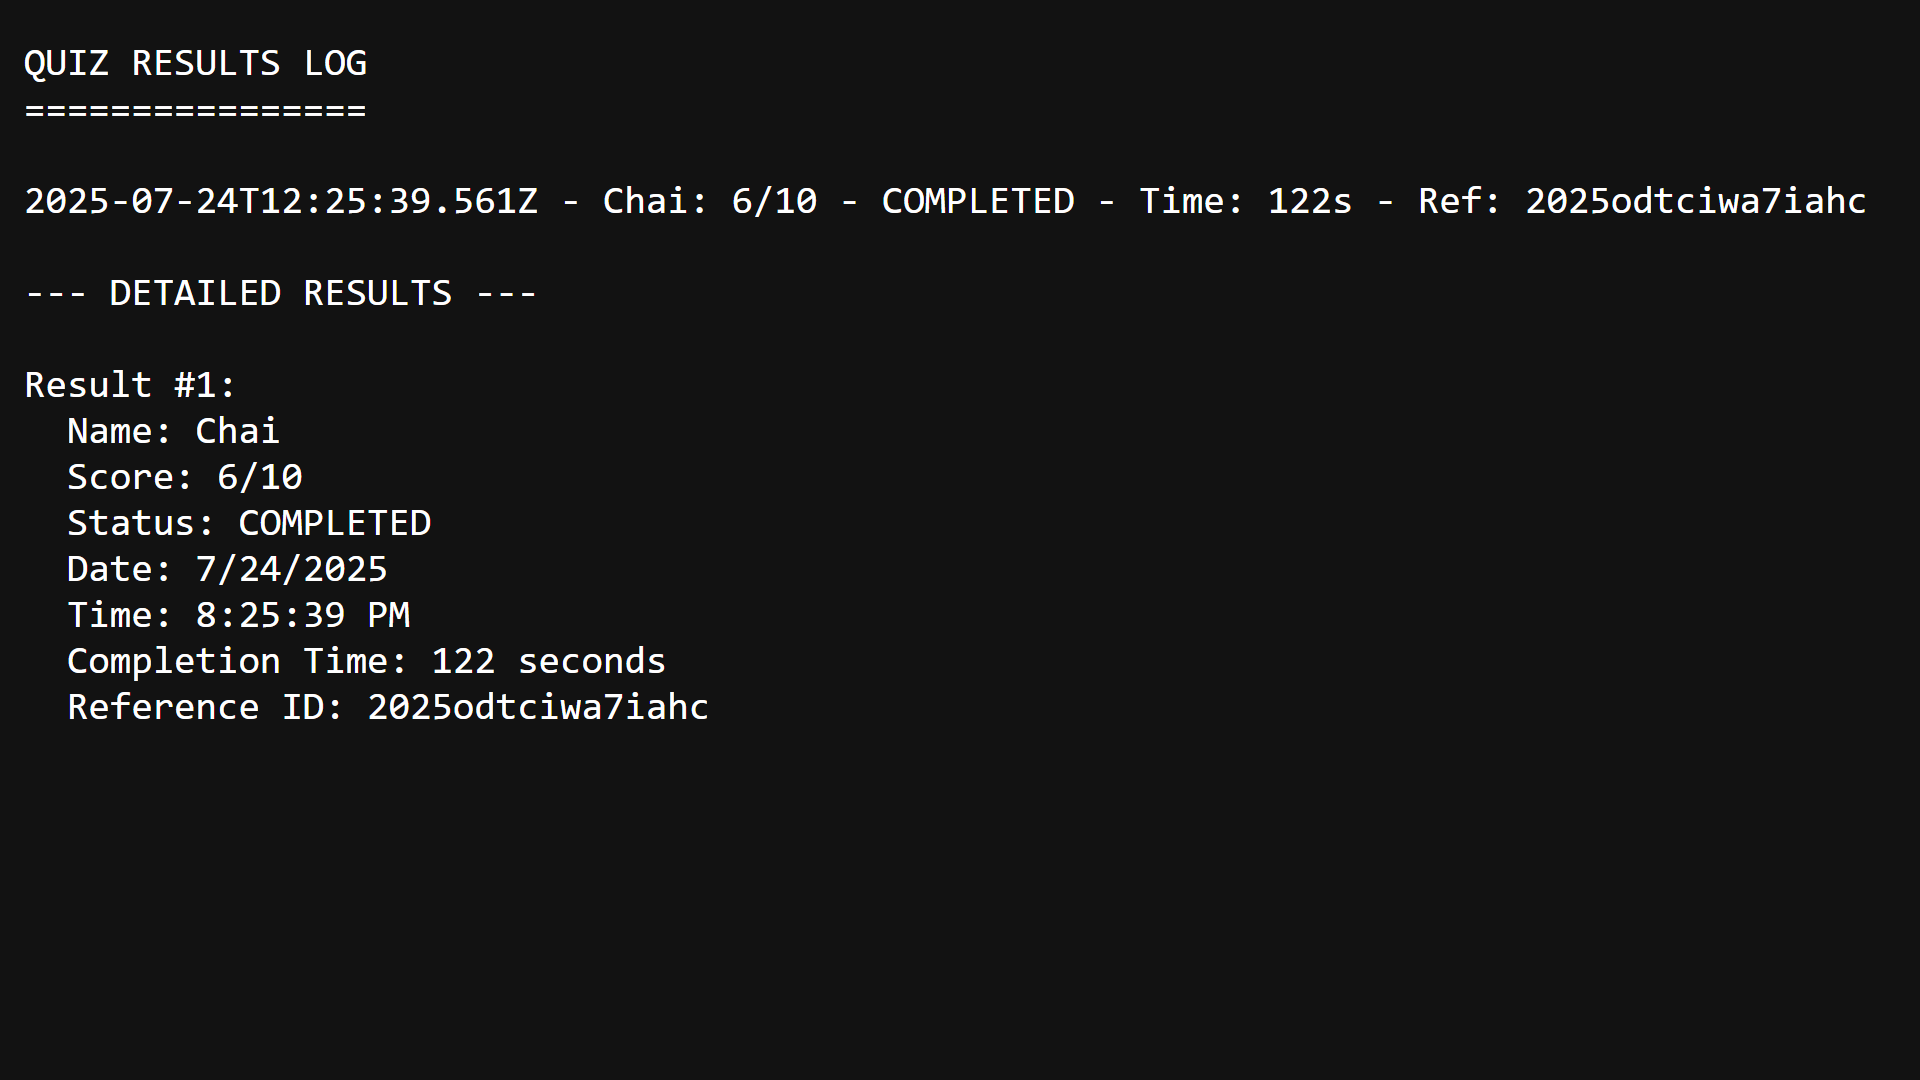 QUIZ RESULTS LOG
================
2025-07-24T12:25:39.561Z - Chai: 6/10 - COMPLETED - Time: 122s - Ref: 2025odtciwa7iahc
--- DETAILED RESULTS ---
Result #1:
  Name: Chai
  Score: 6/10
  Status: COMPLETED
  Date: 7/24/2025
  Time: 8:25:39 PM
  Completion Time: 122 seconds
  Reference ID: 2025odtciwa7iahc